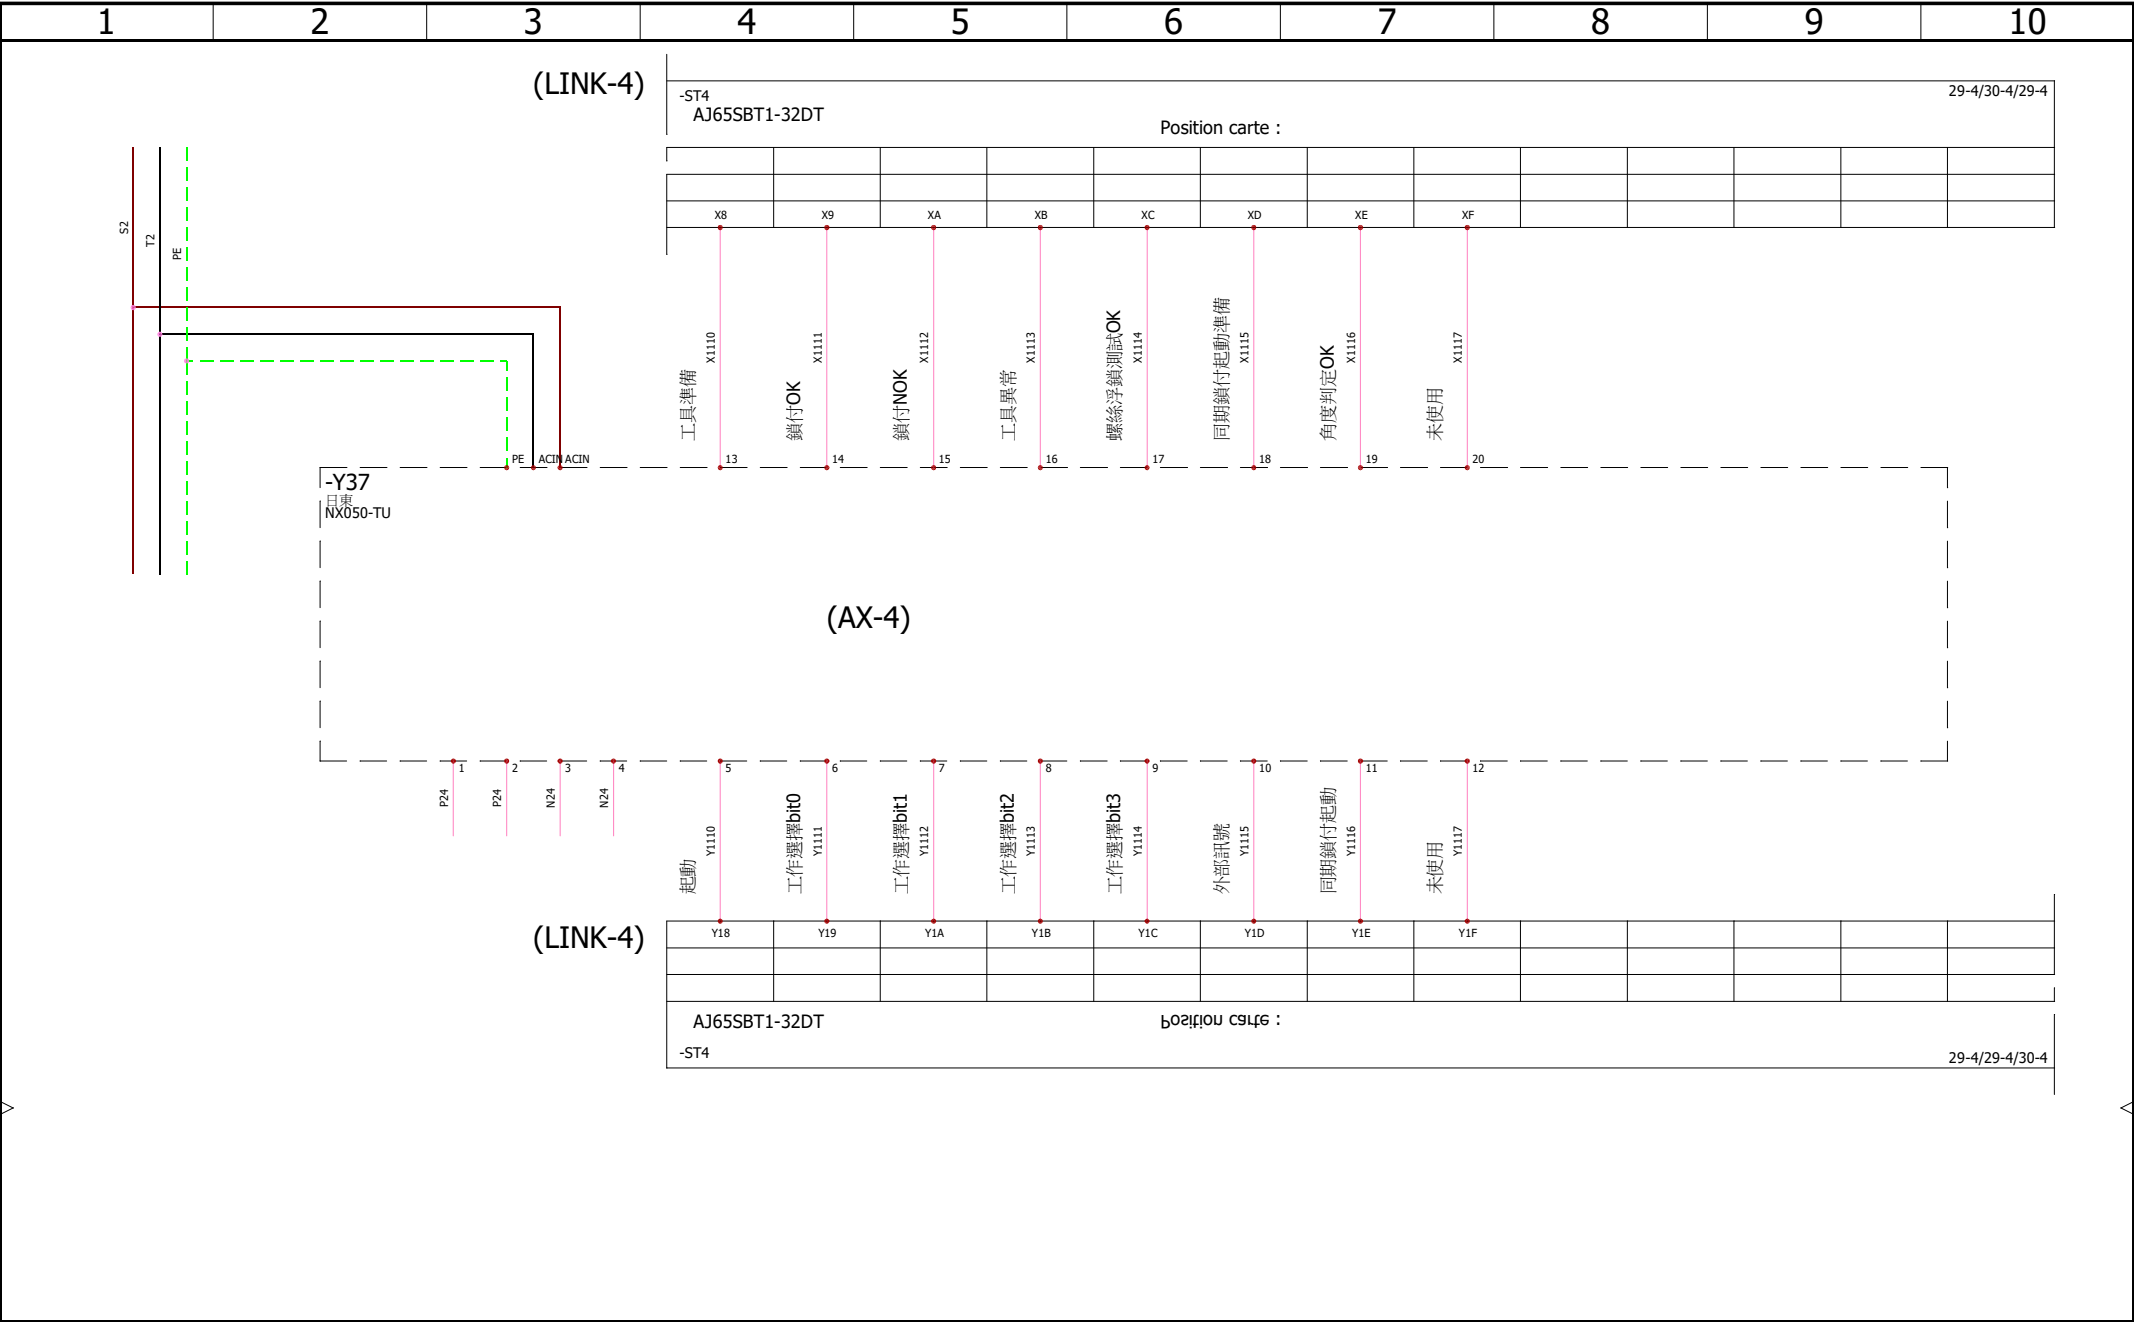 1 2 3 4 5 6 7 8 9 10
(LINK-4)
-ST4
29-4/30-4/29-4
AJ65SBT1-32DT
Position carte :
X8 X9 XA XB XC XD XE XF
S2
T2
PE
工具準備
X1110
鎖付OK
X1111
鎖付NOK
X1112
工具異常
X1113
螺絲浮鎖測試OK
X1114
同期鎖付起動準備
X1115
角度判定OK
X1116
未使用
X1117
PE ACIN ACIN 13 14 15 16 17 18 19 20
-Y37
日東
NX050-TU
(AX-4)
1 2 3 4 5 6 7 8 9 10 11 12
P24
P24
N24
N24
起動
Y1110
工作選擇bit0
Y1111
工作選擇bit1
Y1112
工作選擇bit2
Y1113
工作選擇bit3
Y1114
外部訊號
Y1115
同期鎖付起動
Y1116
未使用
Y1117
(LINK-4)
Y18 Y19 Y1A Y1B Y1C Y1D Y1E Y1F
AJ65SBT1-32DT
Position carte :
-ST4
29-4/29-4/30-4